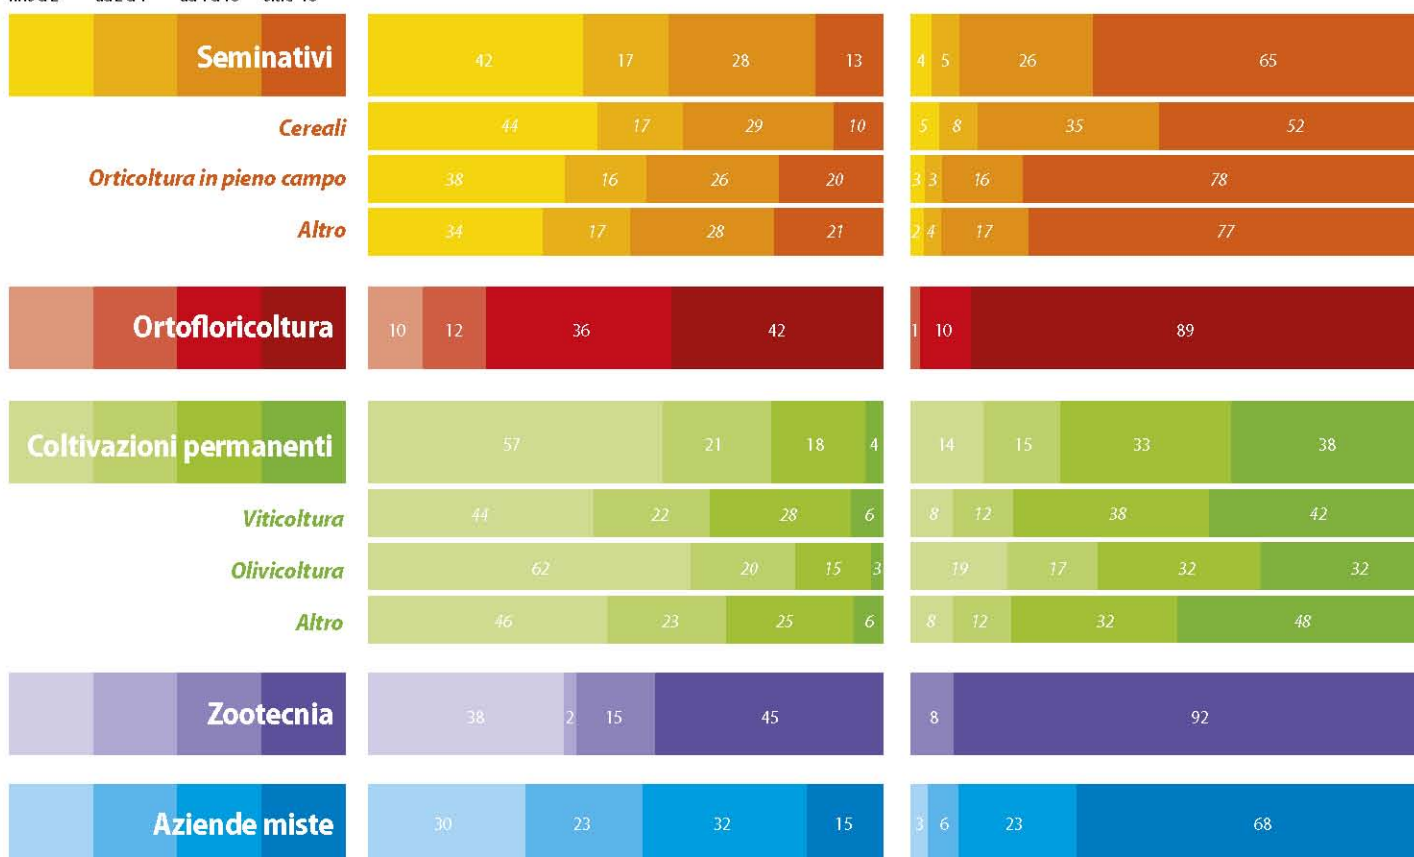 Seminativi 42 17 28 13 4 5 26 65
Cereali 44 17 29 10 5 8 35 52
Orticoltura in pieno campo 38 16 26 20 3 3 16 78
Altro 34 17 28 21 2 4 17 77
Ortofloricoltura 10 12 36 42 1 10 89
Coltivazioni permanenti 57 21 18 4 14 15 33 38
Viticoltura 44 22 28 6 8 12 38 42
Olivicoltura 62 20 15 3 19 17 32 32
Altro 46 23 25 6 8 12 32 48
Zootecnia 38 2 15 45 8 92
Aziende miste 30 23 32 15 3 6 23 68